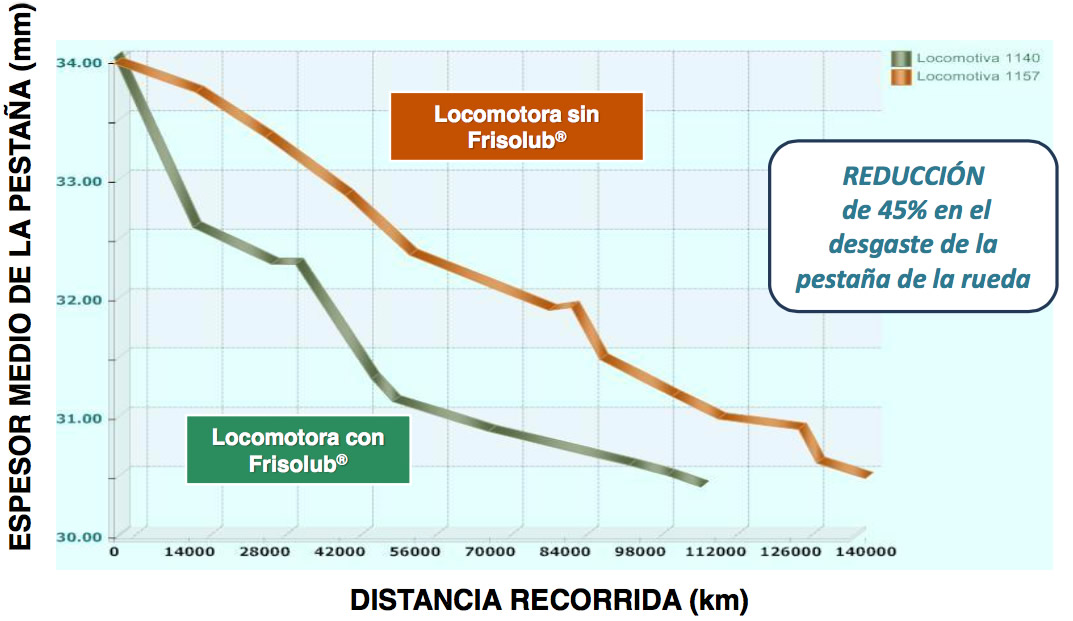 ESPESOR MEDIO DE LA PESTAÑA (mm)
34.00
33.00
32.00
31.00
30.00
0 14000 28000 42000 56000 70000 84000 98000 112000 126000 140000
DISTANCIA RECORRIDA (km)
Locomotiva 1140
Locomotiva 1157
Locomotora sin
Frisolub®
Locomotora con
Frisolub®
REDUCCIÓN
de 45% en el
desgaste de la
pestaña de la rueda